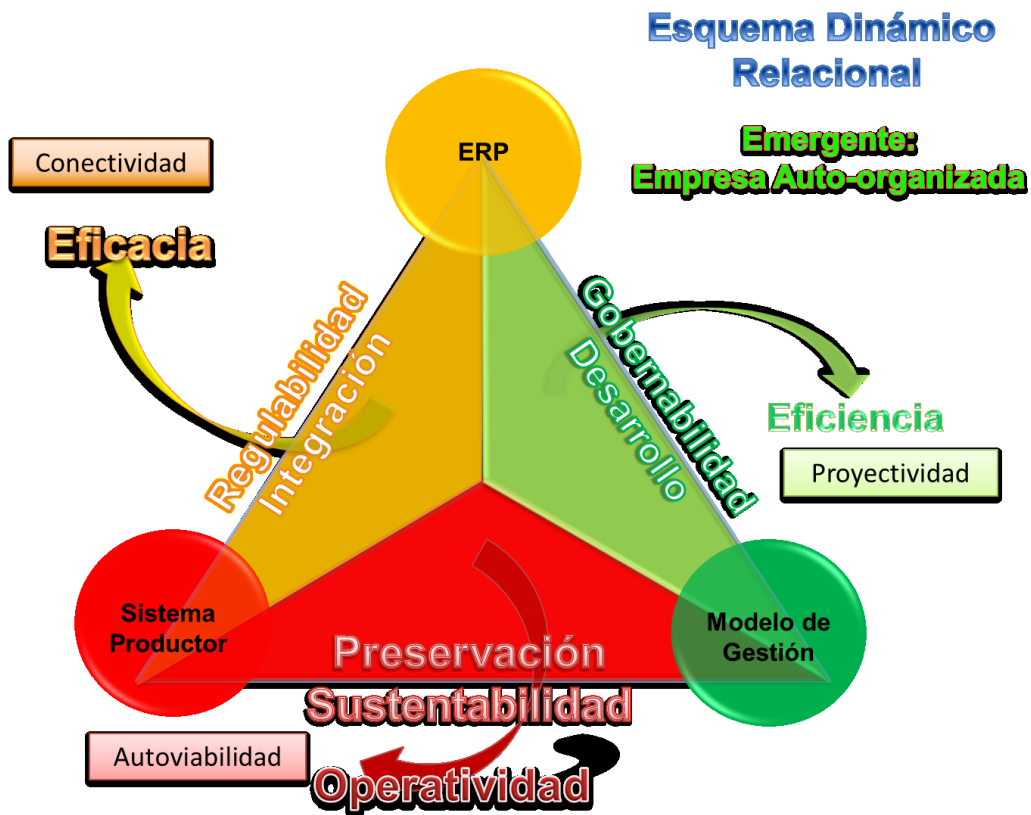 Esquema Dinámico
Relacional
Emergente:
Empresa Auto-organizada
ERP
Conectividad
Eficacia
Regulabilidad
Integración
Gobernabilidad
Desarrollo
Eficiencia
Proyectividad
Sistema
Productor
Modelo de
Gestión
Preservación
Sustentabilidad
Autoviabilidad
Operatividad